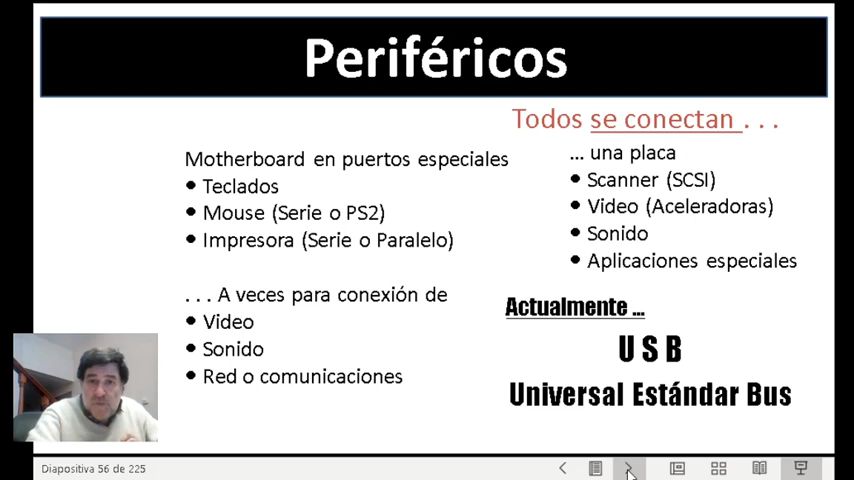 Periféricos
Todos se conectan . . .
Motherboard en puertos especiales
• Teclados
• Mouse (Serie o PS2)
• Impresora (Serie o Paralelo)
. . . A veces para conexión de
• Video
• Sonido
• Red o comunicaciones
... una placa
• Scanner (SCSI)
• Video (Aceleradoras)
• Sonido
• Aplicaciones especiales
Actualmente ...
U S B
Universal Estándar Bus
Diapositiva 56 de 225